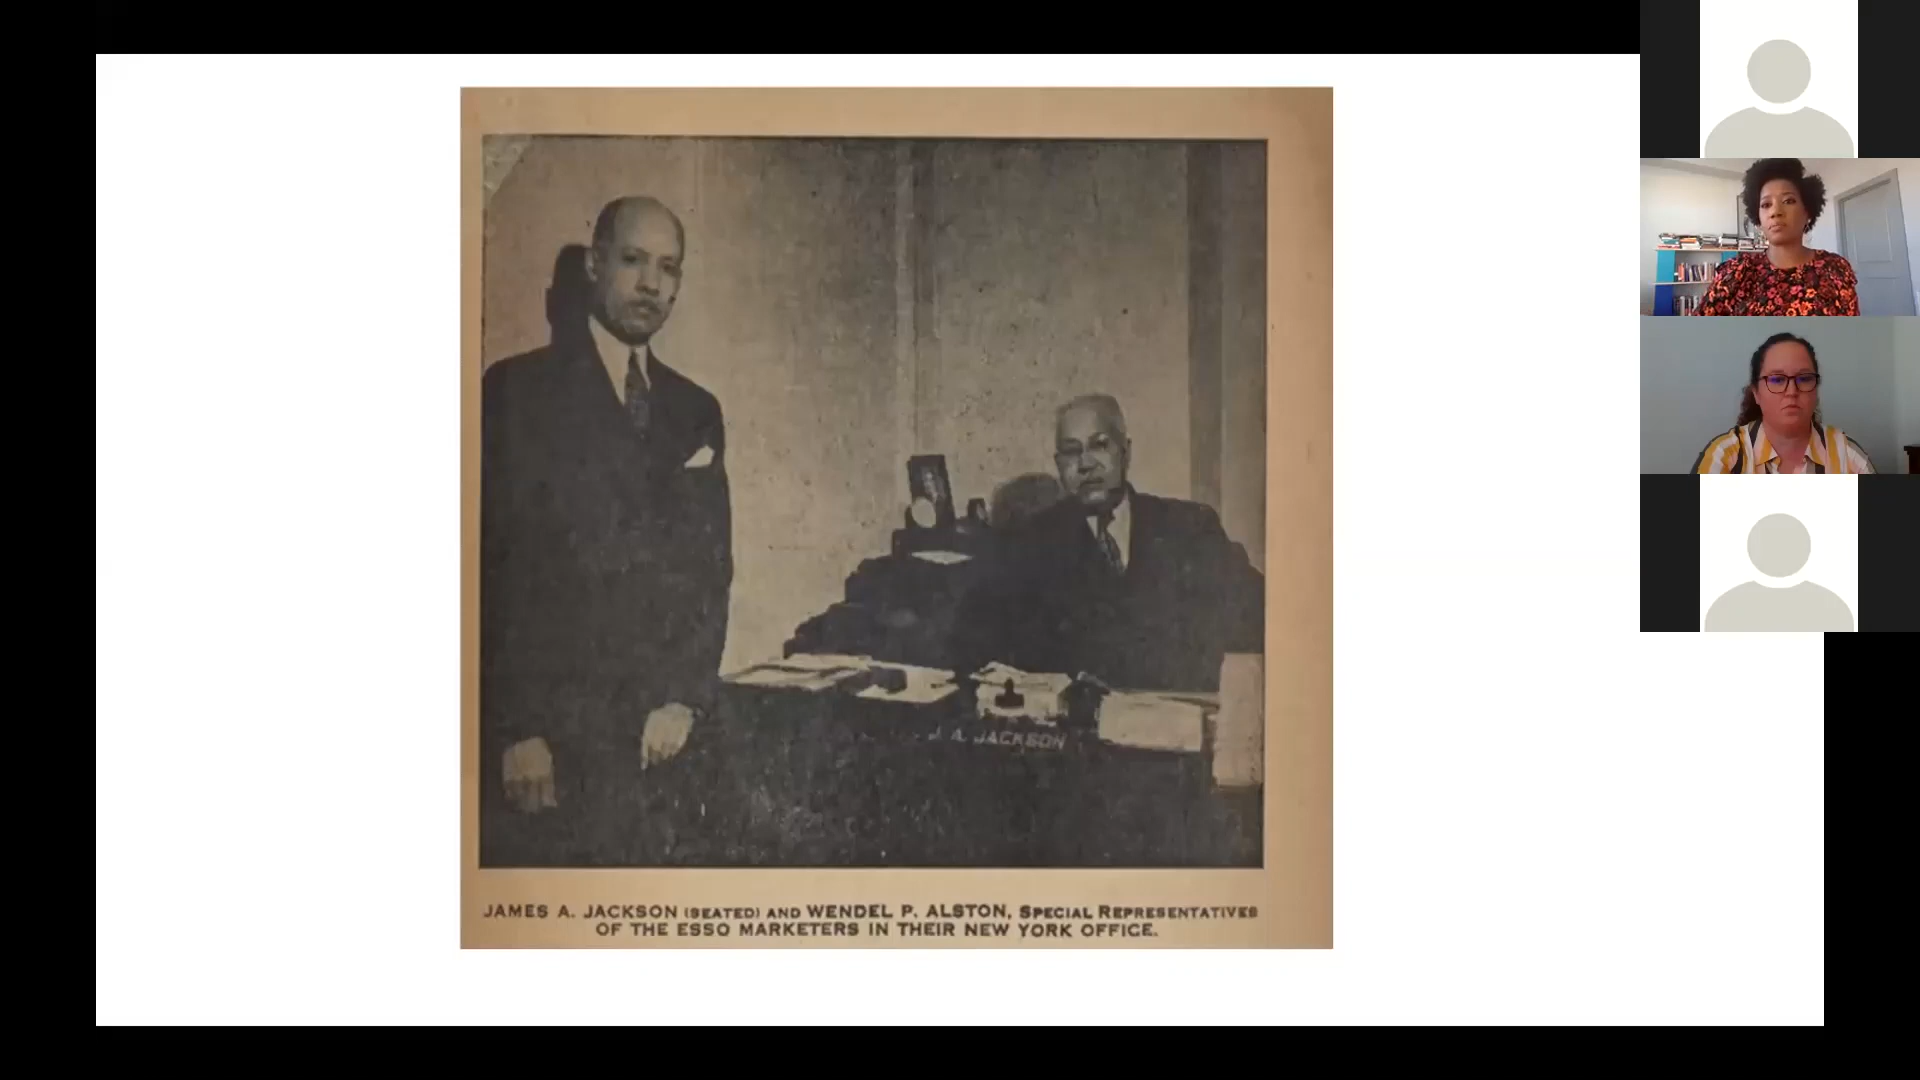 J. A. JACKSON
JAMES A. JACKSON (SEATED) AND WENDEL P. ALSTON, SPECIAL REPRESENTATIVES
OF THE ESSO MARKETERS IN THEIR NEW YORK OFFICE.